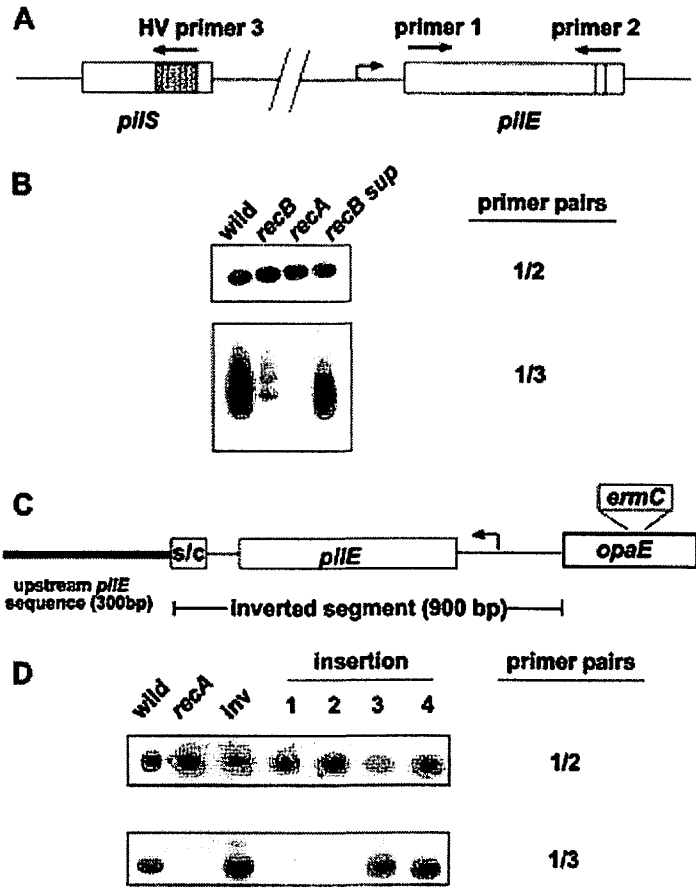 A
HV primer 3
primer 1
primer 2
pilS
pilE
B
wild
recB
recA
recB sup
primer pairs
1/2
1/3
C
ermC
s/c
pilE
opaE
upstream pilE
sequence (300bp)
inverted segment (900 bp)
D
insertion
primer pairs
wild
recA
inv
1
2
3
4
1/2
1/3